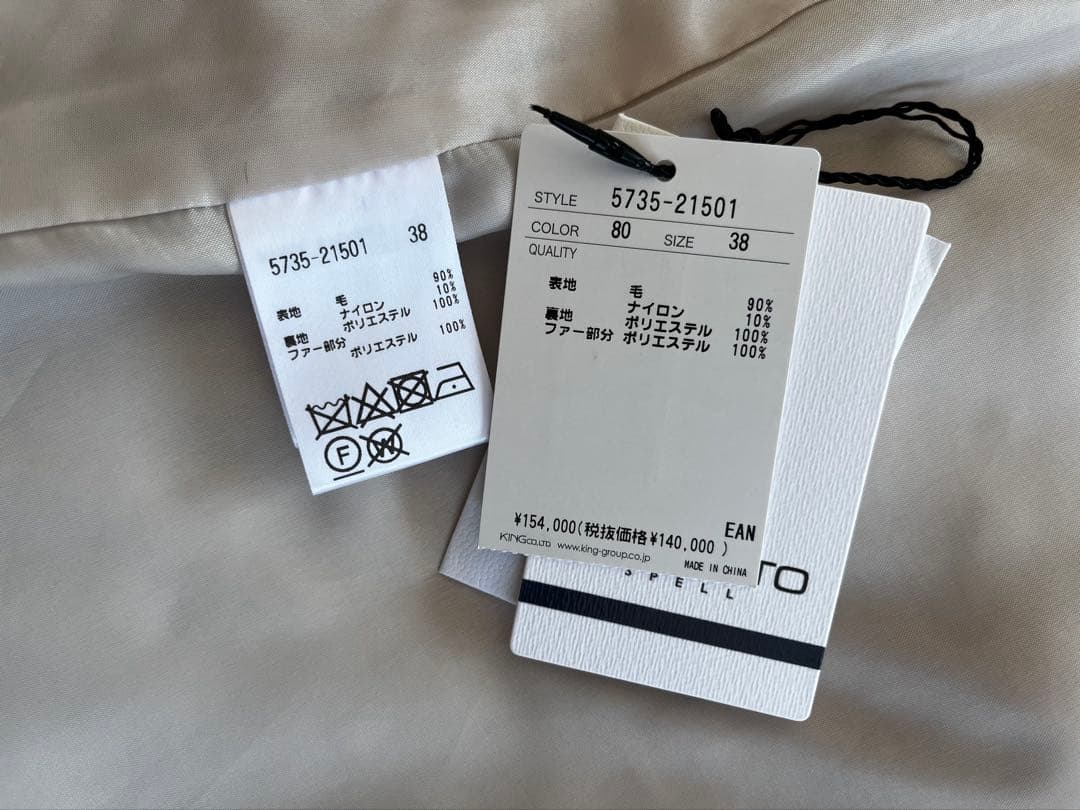 5735-21501 38
表地 毛 90%
ナイロン 10%
裏地 ポリエステル 100%
ファー部分 ポリエステル 100%
F
W
STYLE 5735-21501
COLOR 80 SIZE 38
QUALITY
表地 毛 90%
ナイロン 10%
裏地 ポリエステル 100%
ファー部分 ポリエステル 100%
¥154,000(税抜価格¥140,000 ) EAN
KING CO.,LTD www.king-group.co.jp
MADE IN CHINA
TO
SPELL